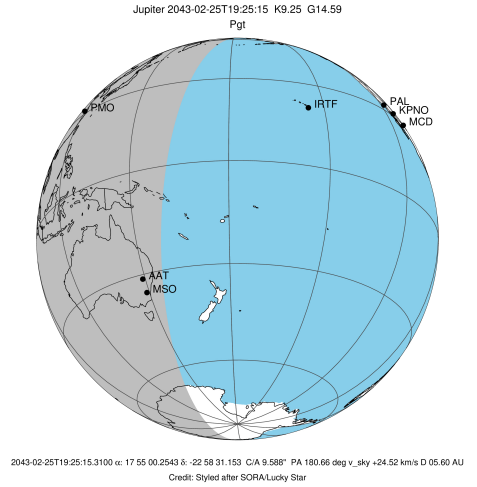 Jupiter 2043-02-25T19:25:15 K9.25 G14.59
Pgt
PMO
IRTF
PAL
KPNO
MCD
AAT
MSO
2043-02-25T19:25:15.3100 α: 17 55 00.2543 δ: -22 58 31.153 C/A 9.588" PA 180.66 deg v_sky +24.52 km/s D 05.60 AU
Credit: Styled after SORA/Lucky Star